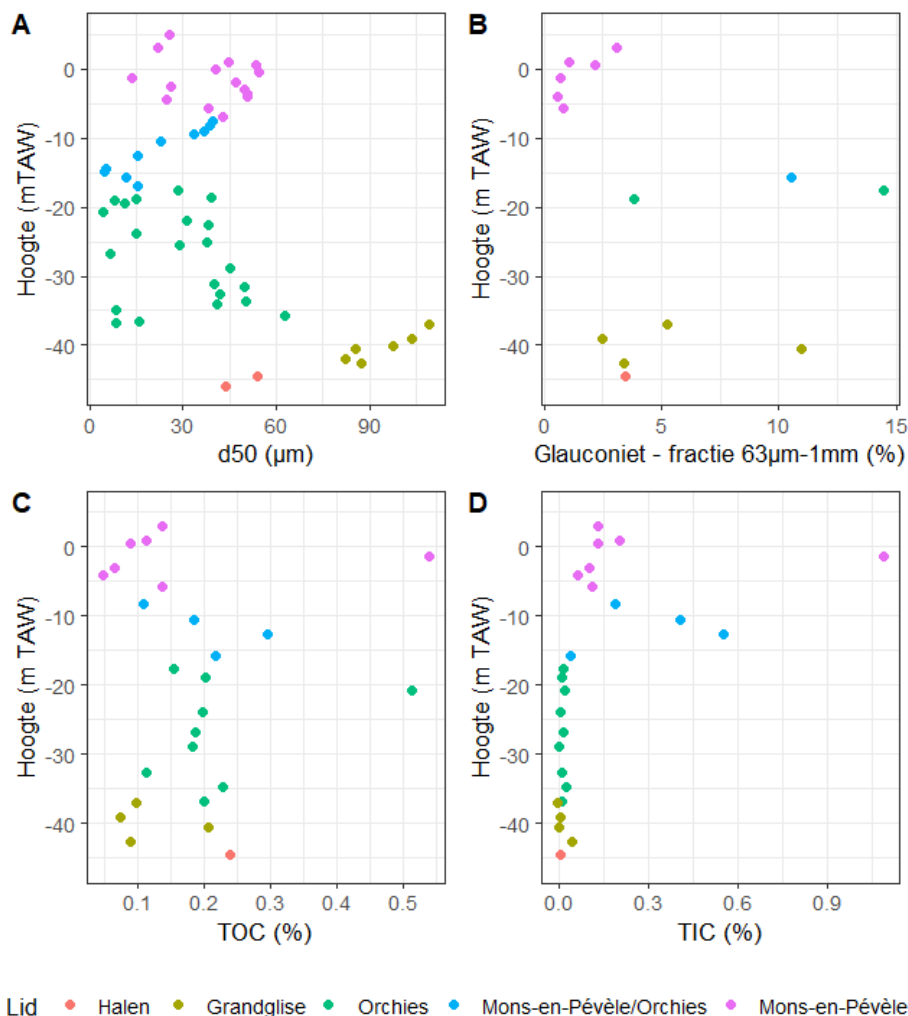 A
Hoogte (mTAW)
0
-10
-20
-30
-40
0 30 60 90
d50 (µm)
B
Hoogte (m TAW)
0
-10
-20
-30
-40
0 5 10 15
Glauconiet - fractie 63µm-1mm (%)
C
Hoogte (m TAW)
0
-10
-20
-30
-40
0.1 0.2 0.3 0.4 0.5
TOC (%)
D
Hoogte (m TAW)
0
-10
-20
-30
-40
0.0 0.3 0.6 0.9
TIC (%)
Lid Halen Grandglise Orchies Mons-en-Pévèle/Orchies Mons-en-Pévèle